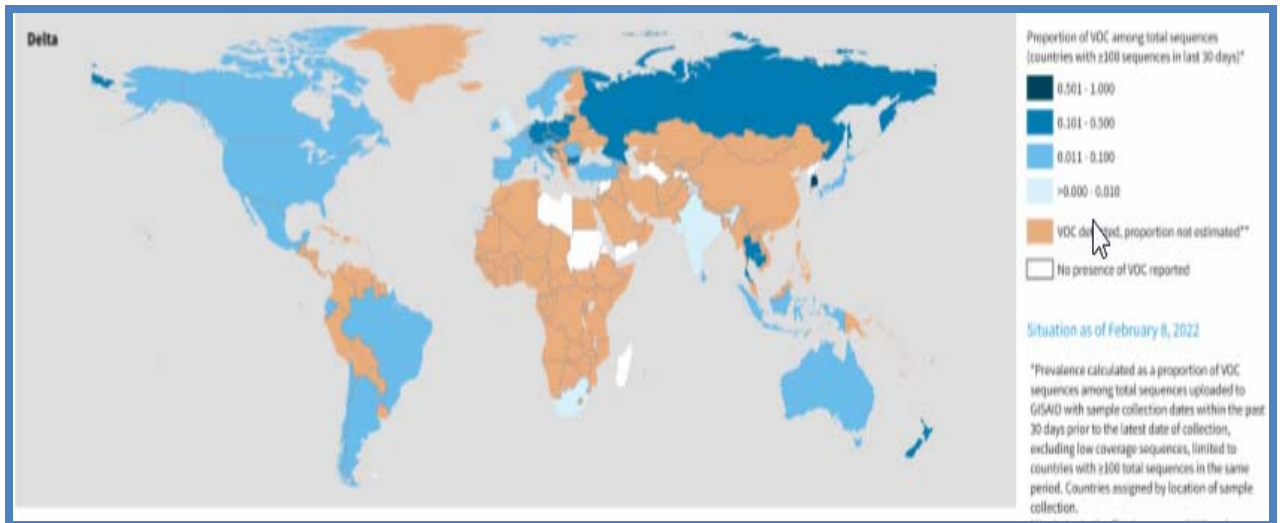 Delta
Proportion of VOC among total sequences
(countries with ≥100 sequences in last 30 days)*
0.501 - 1.000
0.101 - 0.500
0.011 - 0.100
>0.000 - 0.010
VOC proportion not estimated**
No presence of VOC reported
Situation as of February 8, 2022
*Prevalence calculated as a proportion of VOC
sequences among total sequences uploaded to
GISAID with sample collection dates within the past
30 days prior to the latest date of collection,
excluding low coverage sequences, limited to
countries with ≥100 total sequences in the same
period. Countries assigned by location of sample
collection.